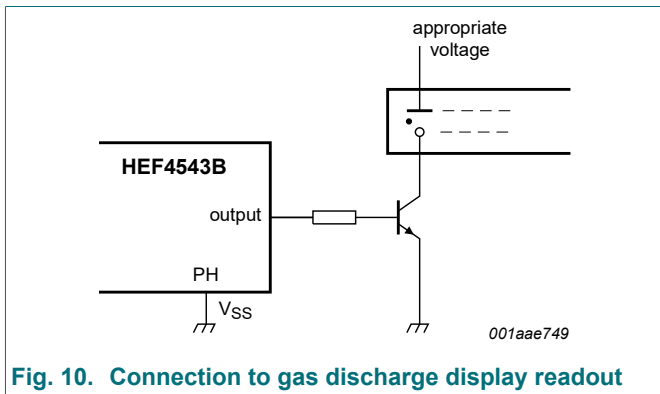 appropriate
voltage
HEF4543B
output
PH
VSS
001aae749
Fig. 10. Connection to gas discharge display readout